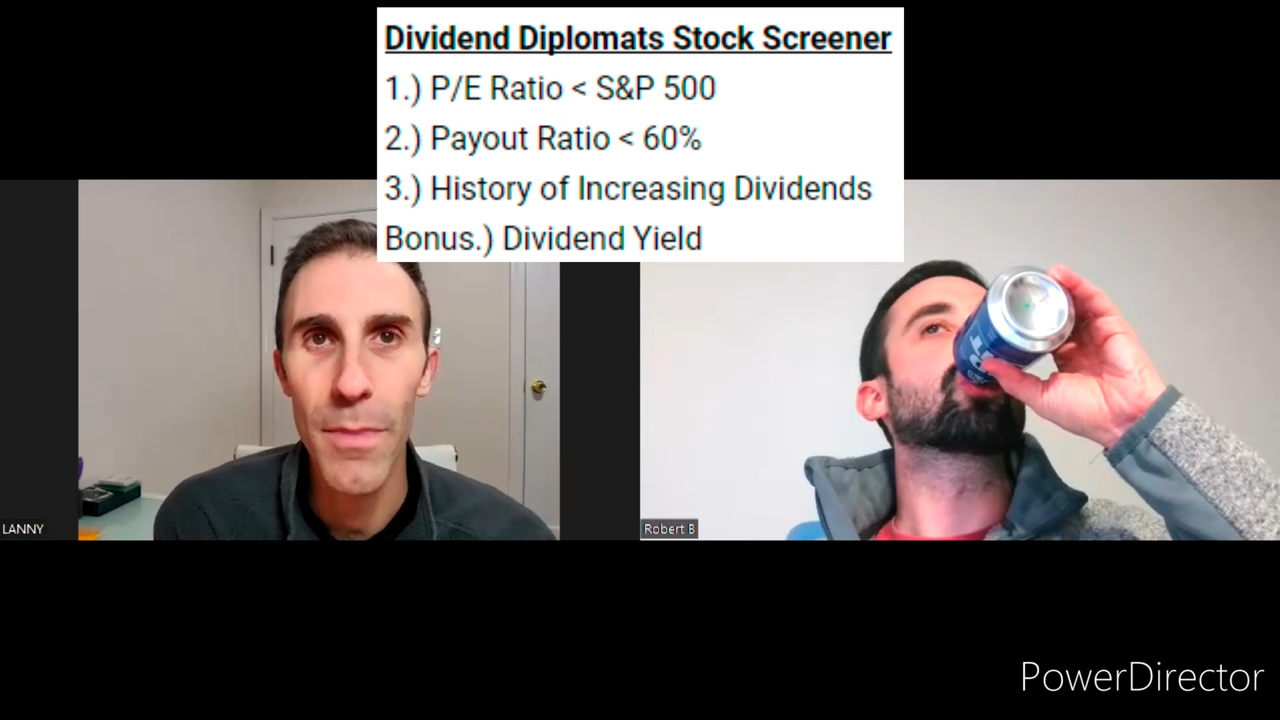 Dividend Diplomats Stock Screener
1.) P/E Ratio < S&P 500
2.) Payout Ratio < 60%
3.) History of Increasing Dividends
Bonus.) Dividend Yield
LANNY
Robert B
PowerDirector